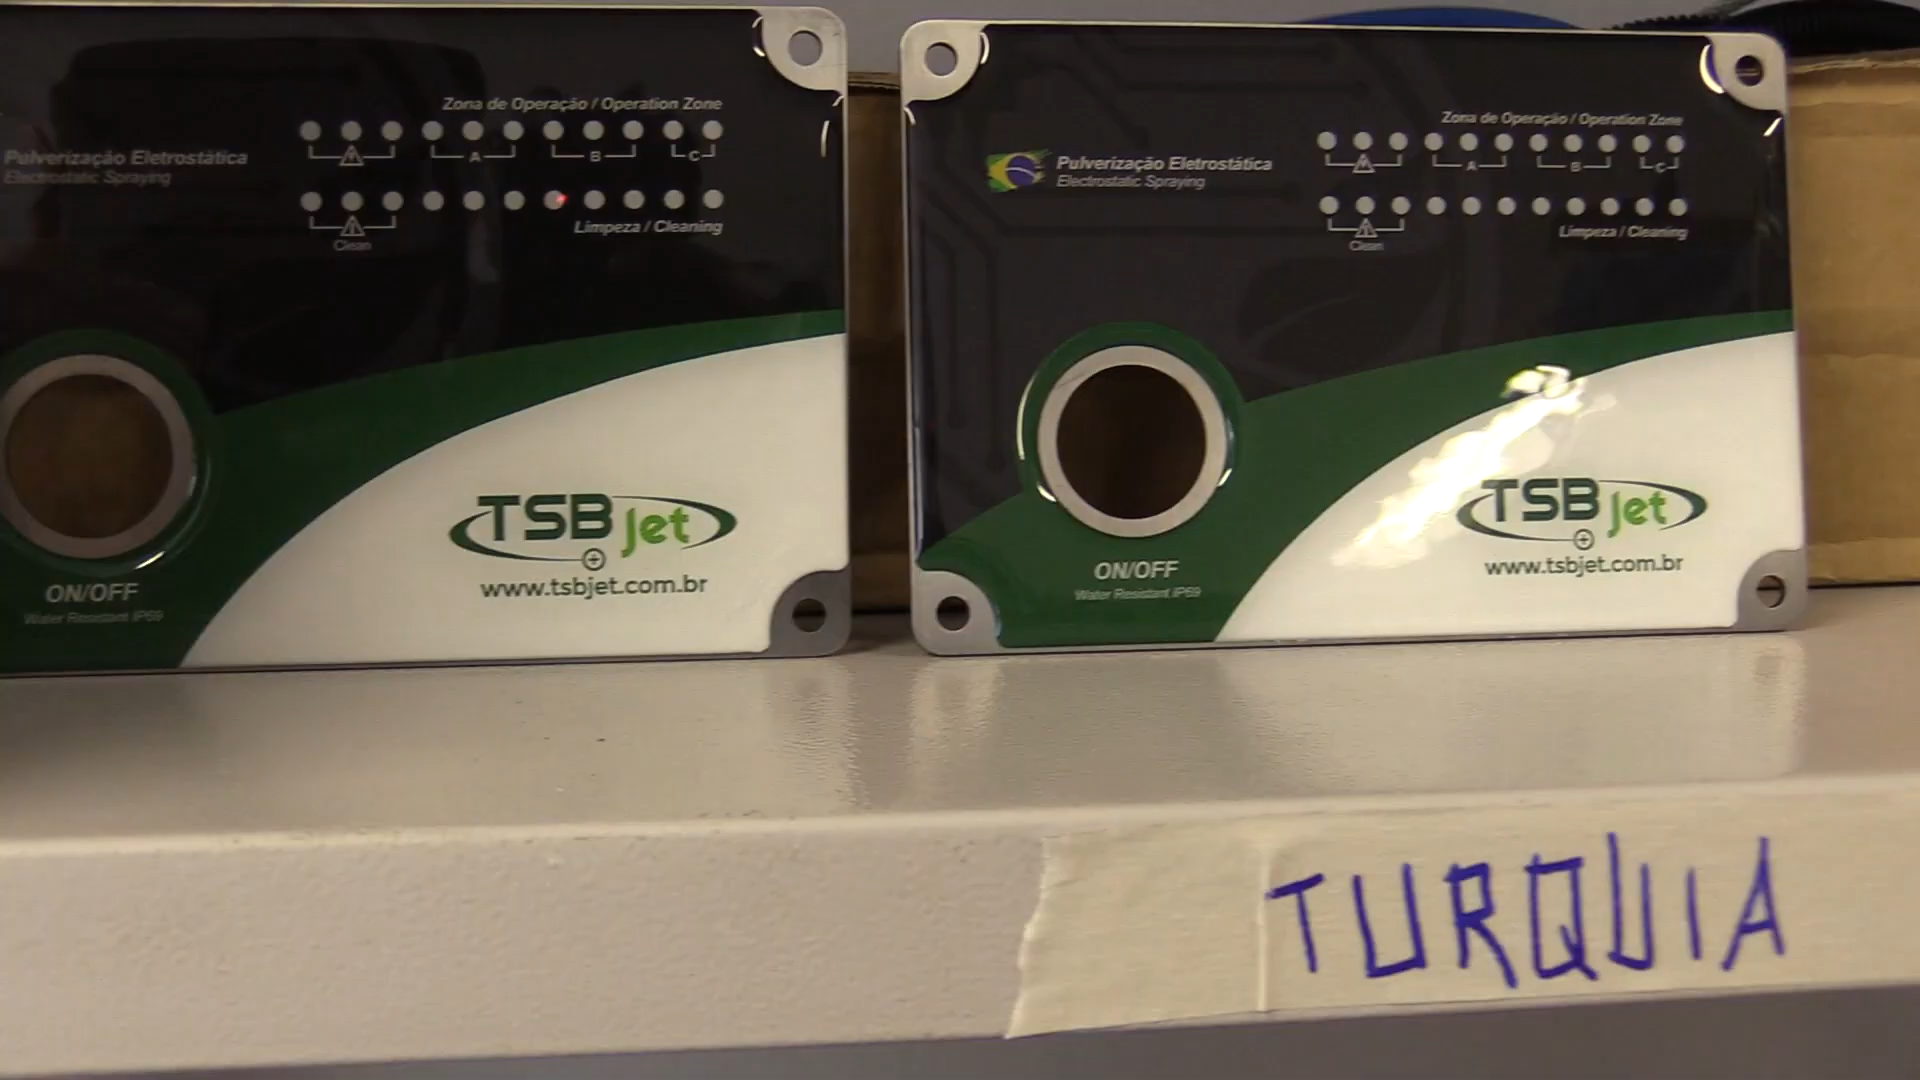 Zona de Operação / Operation Zone
A B C
Pulverização Eletrostática
Electrostatic Spraying
Clean
Limpeza / Cleaning
TSB Jet
www.tsbjet.com.br
ON/OFF
Water Resistant IP69
Zona de Operação / Operation Zone
A B C
Pulverização Eletrostática
Electrostatic Spraying
Clean
Limpeza / Cleaning
TSB Jet
www.tsbjet.com.br
ON/OFF
Water Resistant IP69
TURQUIA